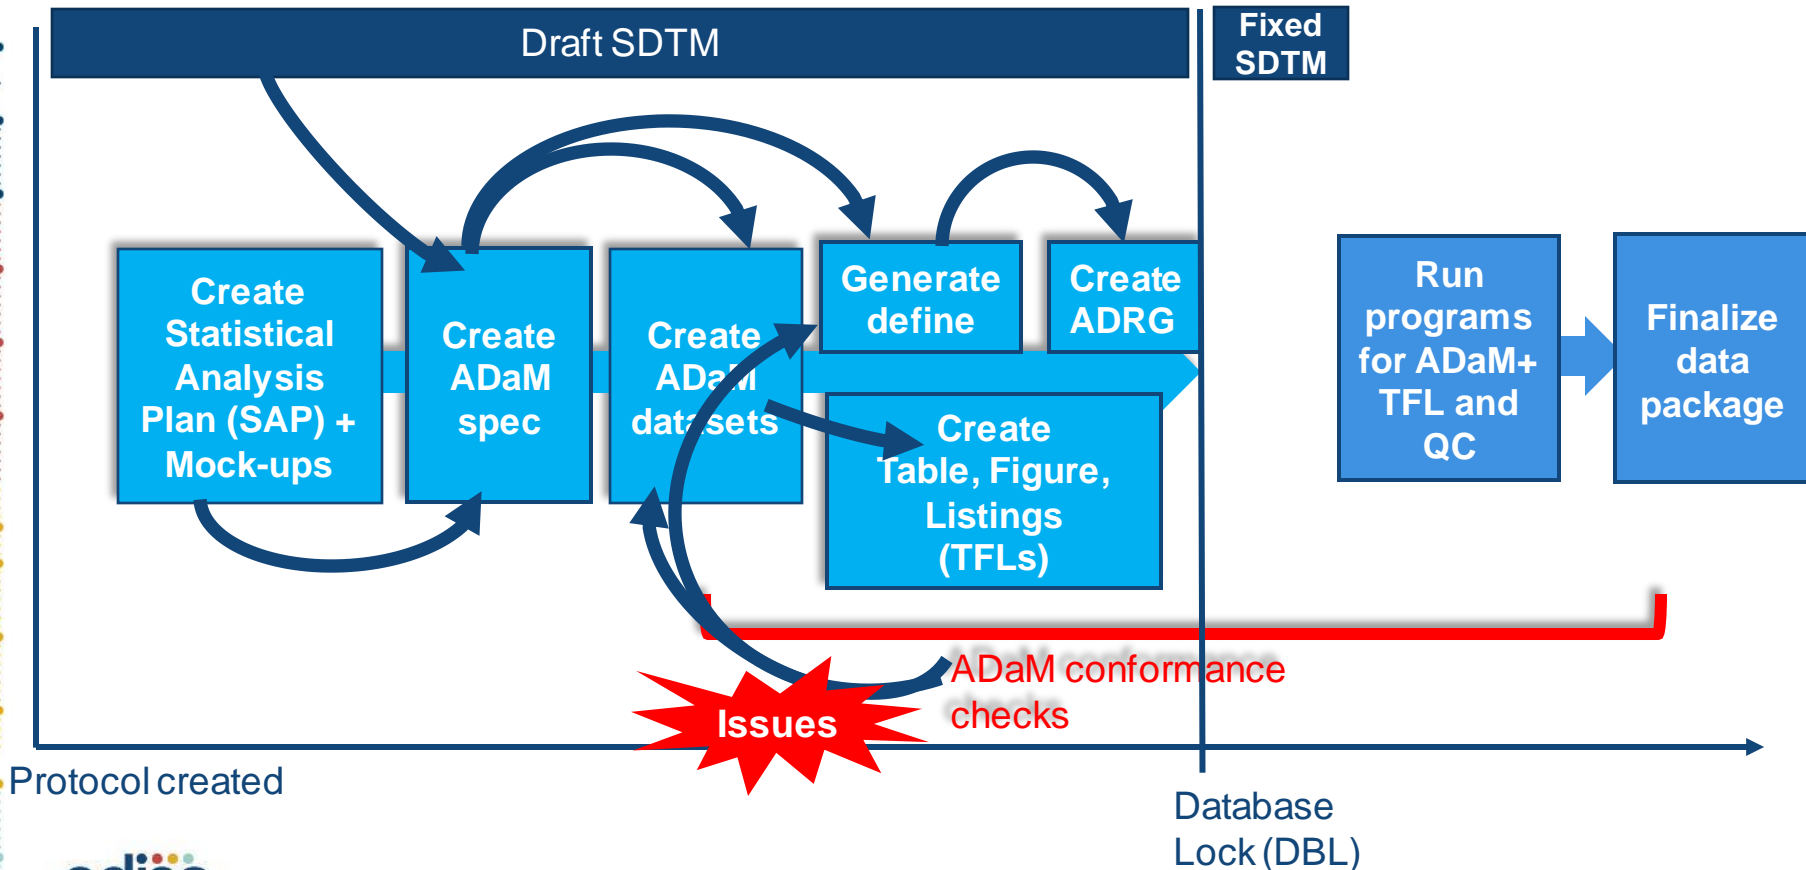 Draft SDTM
Fixed
SDTM
Create
Statistical
Analysis
Plan (SAP) +
Mock-ups
Create
ADaM
spec
Create
ADaM
datasets
Generate
define
Create
ADRG
Create
Table, Figure,
Listings
(TFLs)
Run
programs
for ADaM+
TFL and
QC
Finalize
data
package
ADaM conformance
checks
Issues
Protocol created
Database
Lock (DBL)